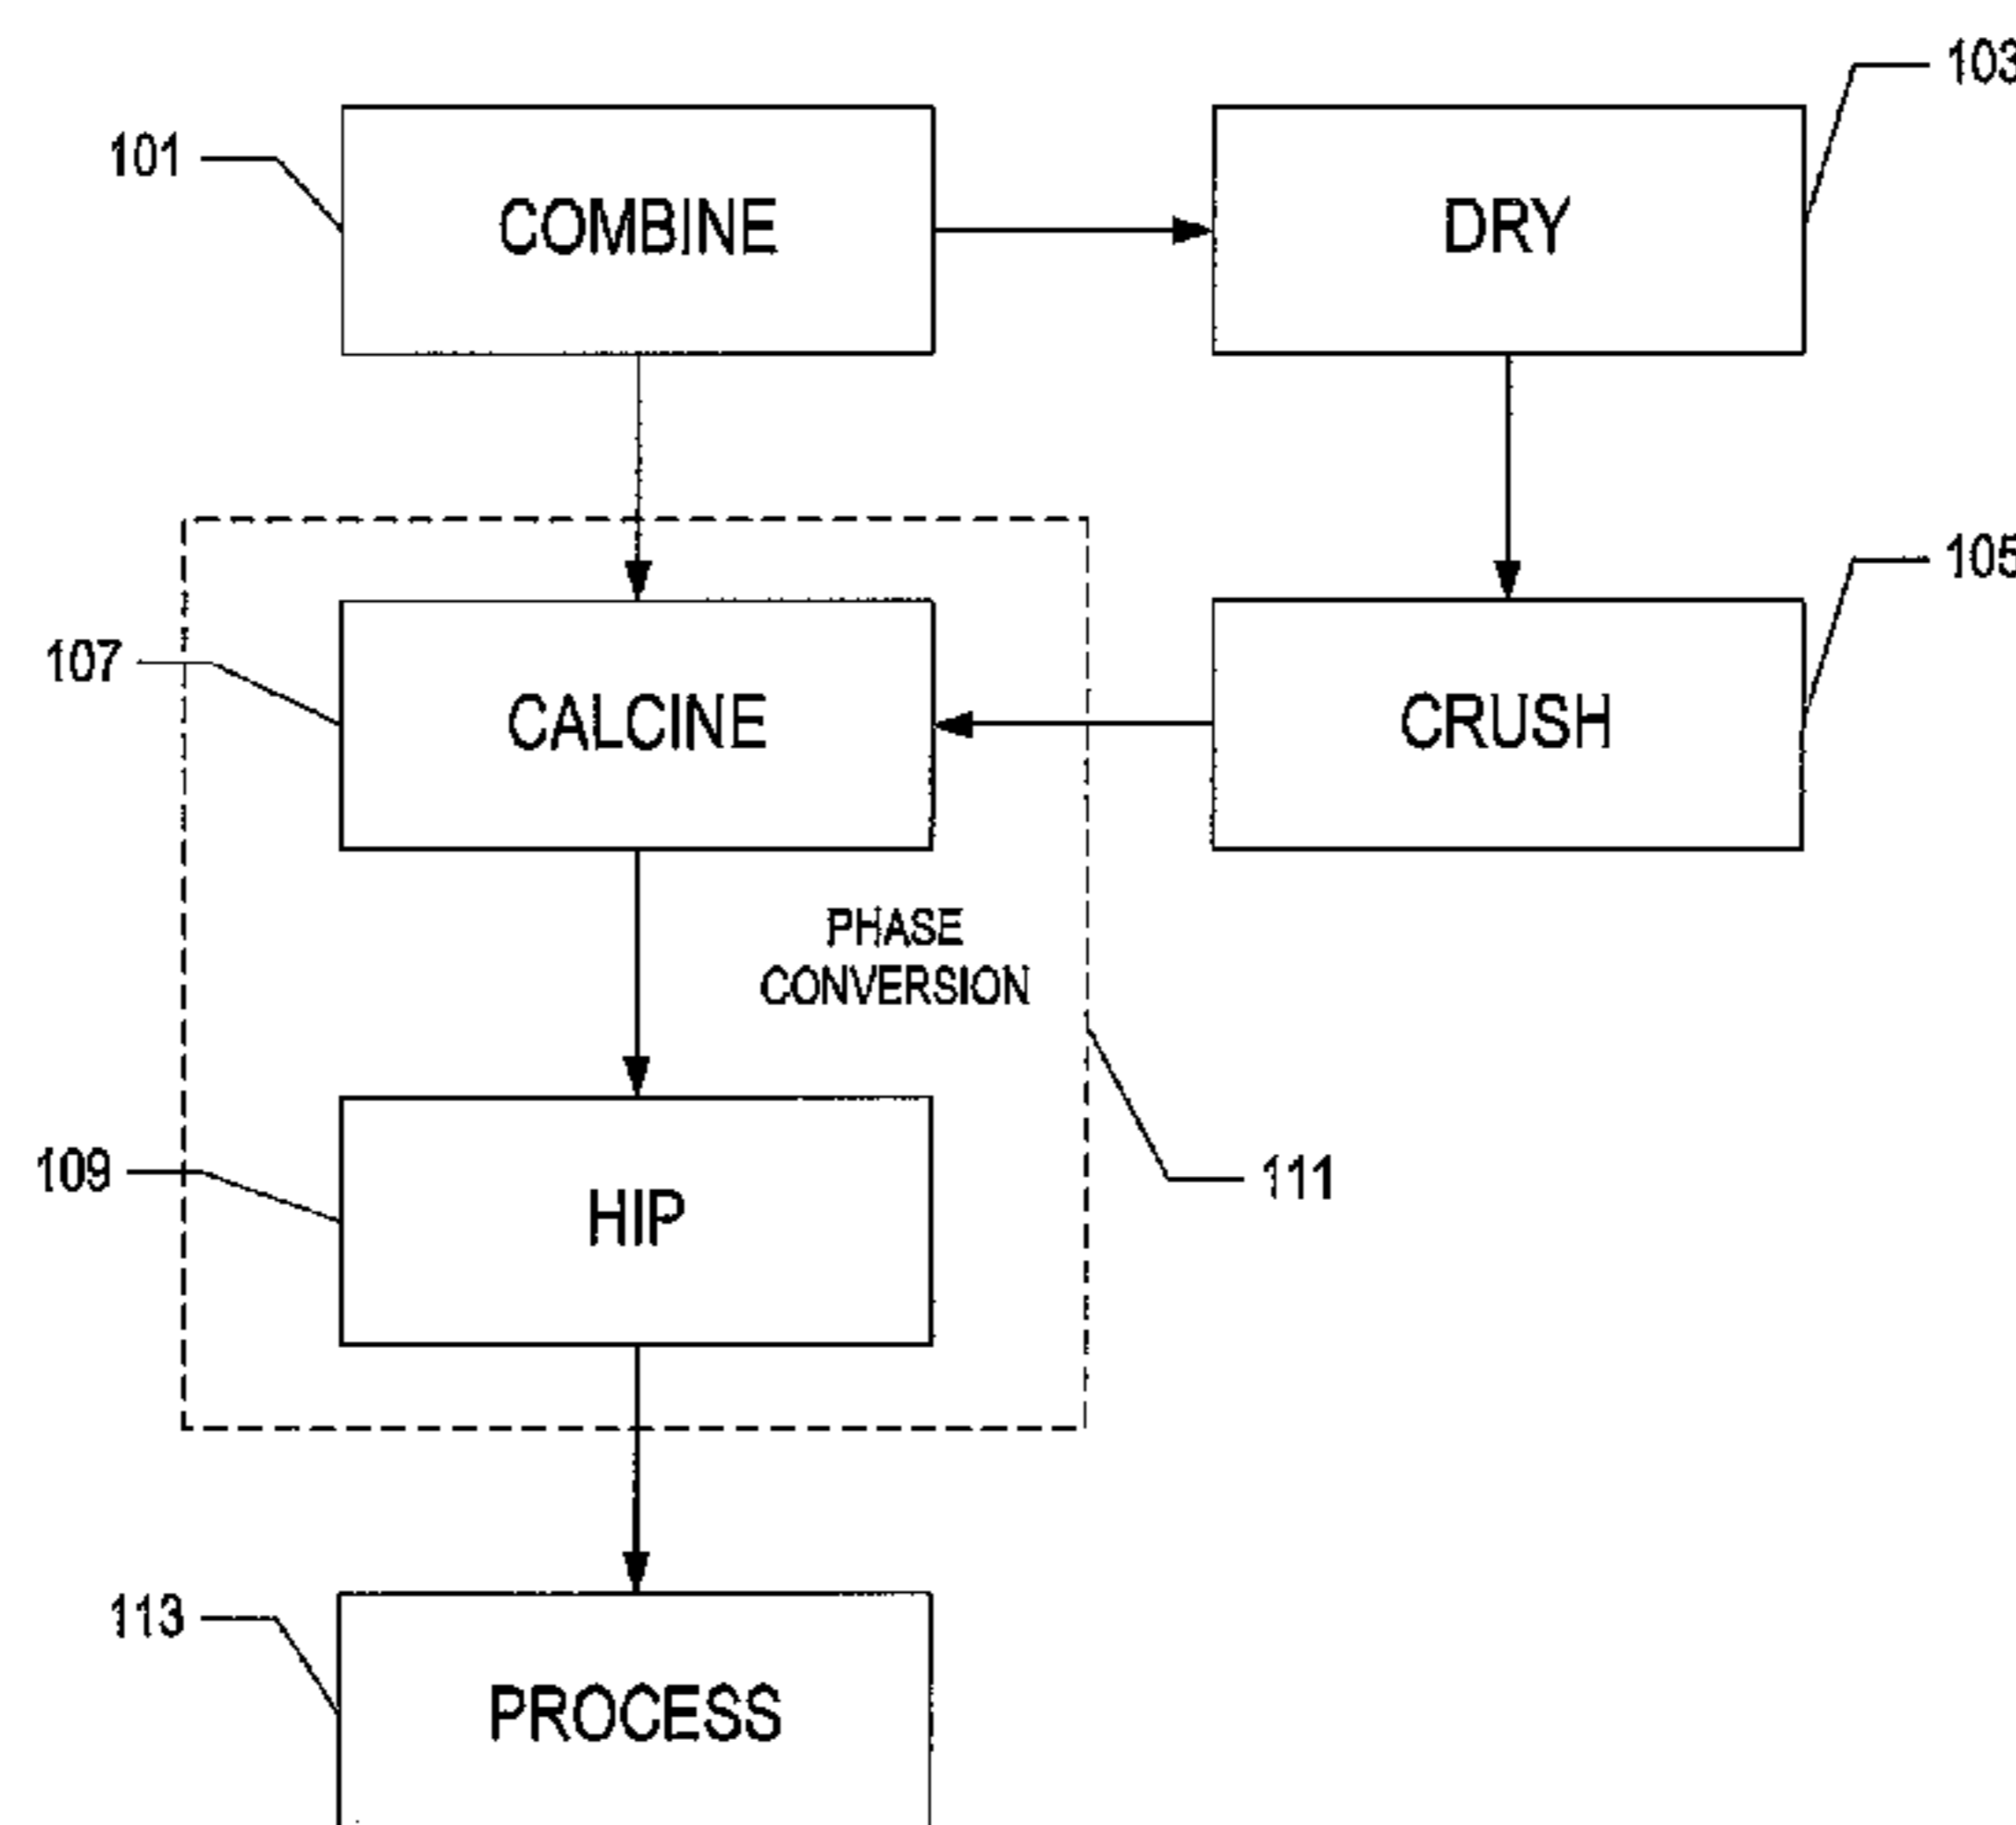 103
101
COMBINE
DRY
105
107
CALCINE
CRUSH
PHASE
CONVERSION
109
HIP
111
113
PROCESS